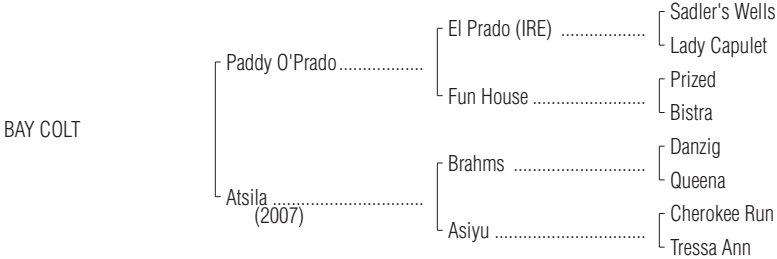 Sadler's Wells
El Prado (IRE) ...................
Lady Capulet
Paddy O'Prado...................
Prized
Fun House .........................
Bistra
BAY COLT
Danzig
Brahms .............................
Queena
Atsila ..................................
(2007)
Cherokee Run
Asiyu .................................
Tressa Ann